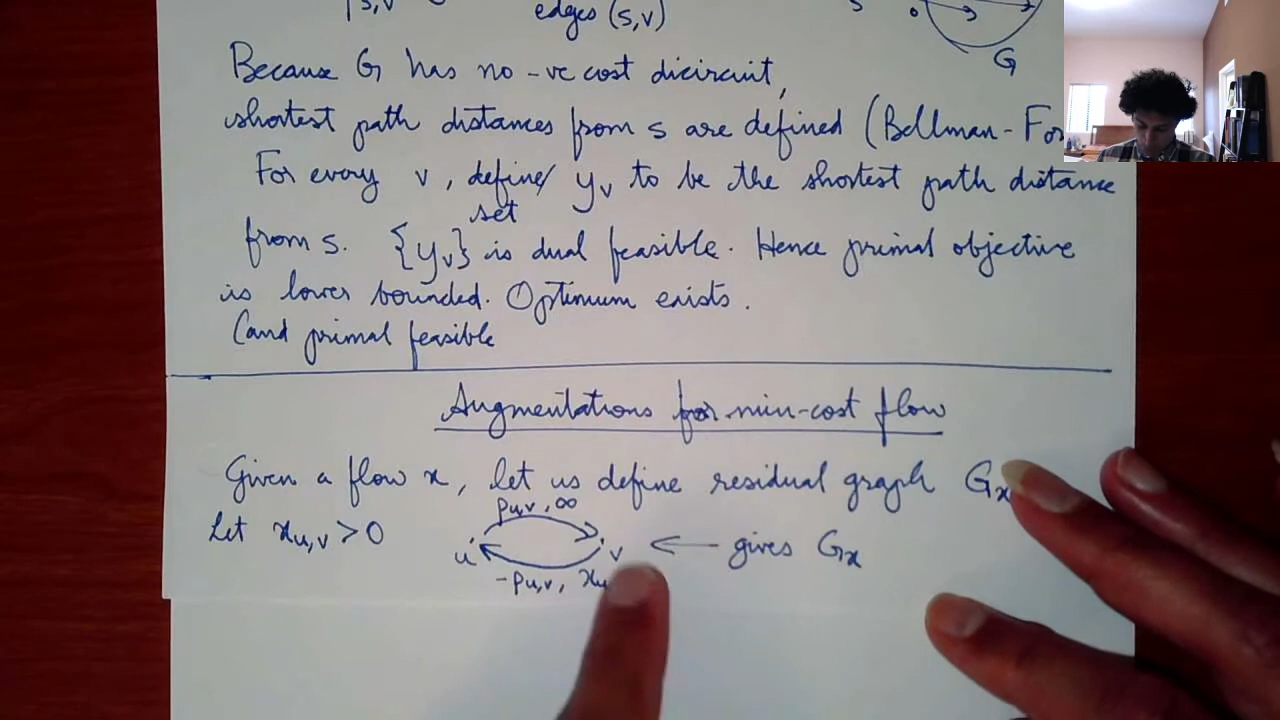 edges (s,v) s
G
Because G has no -ve cost dicircuit,
shortest path distances from s are defined (Bellman-For
For every v, define yv to be the shortest path distance
set
from s. {yv} is dual feasible. Hence primal objective
is lower bounded. Optimum exists.
(and primal feasible
Augmentations for min-cost flow
Given a flow x, let us define residual graph Gx
pu,v, ∞
Let xu,v > 0
u v ← gives Gx
-pu,v, xu